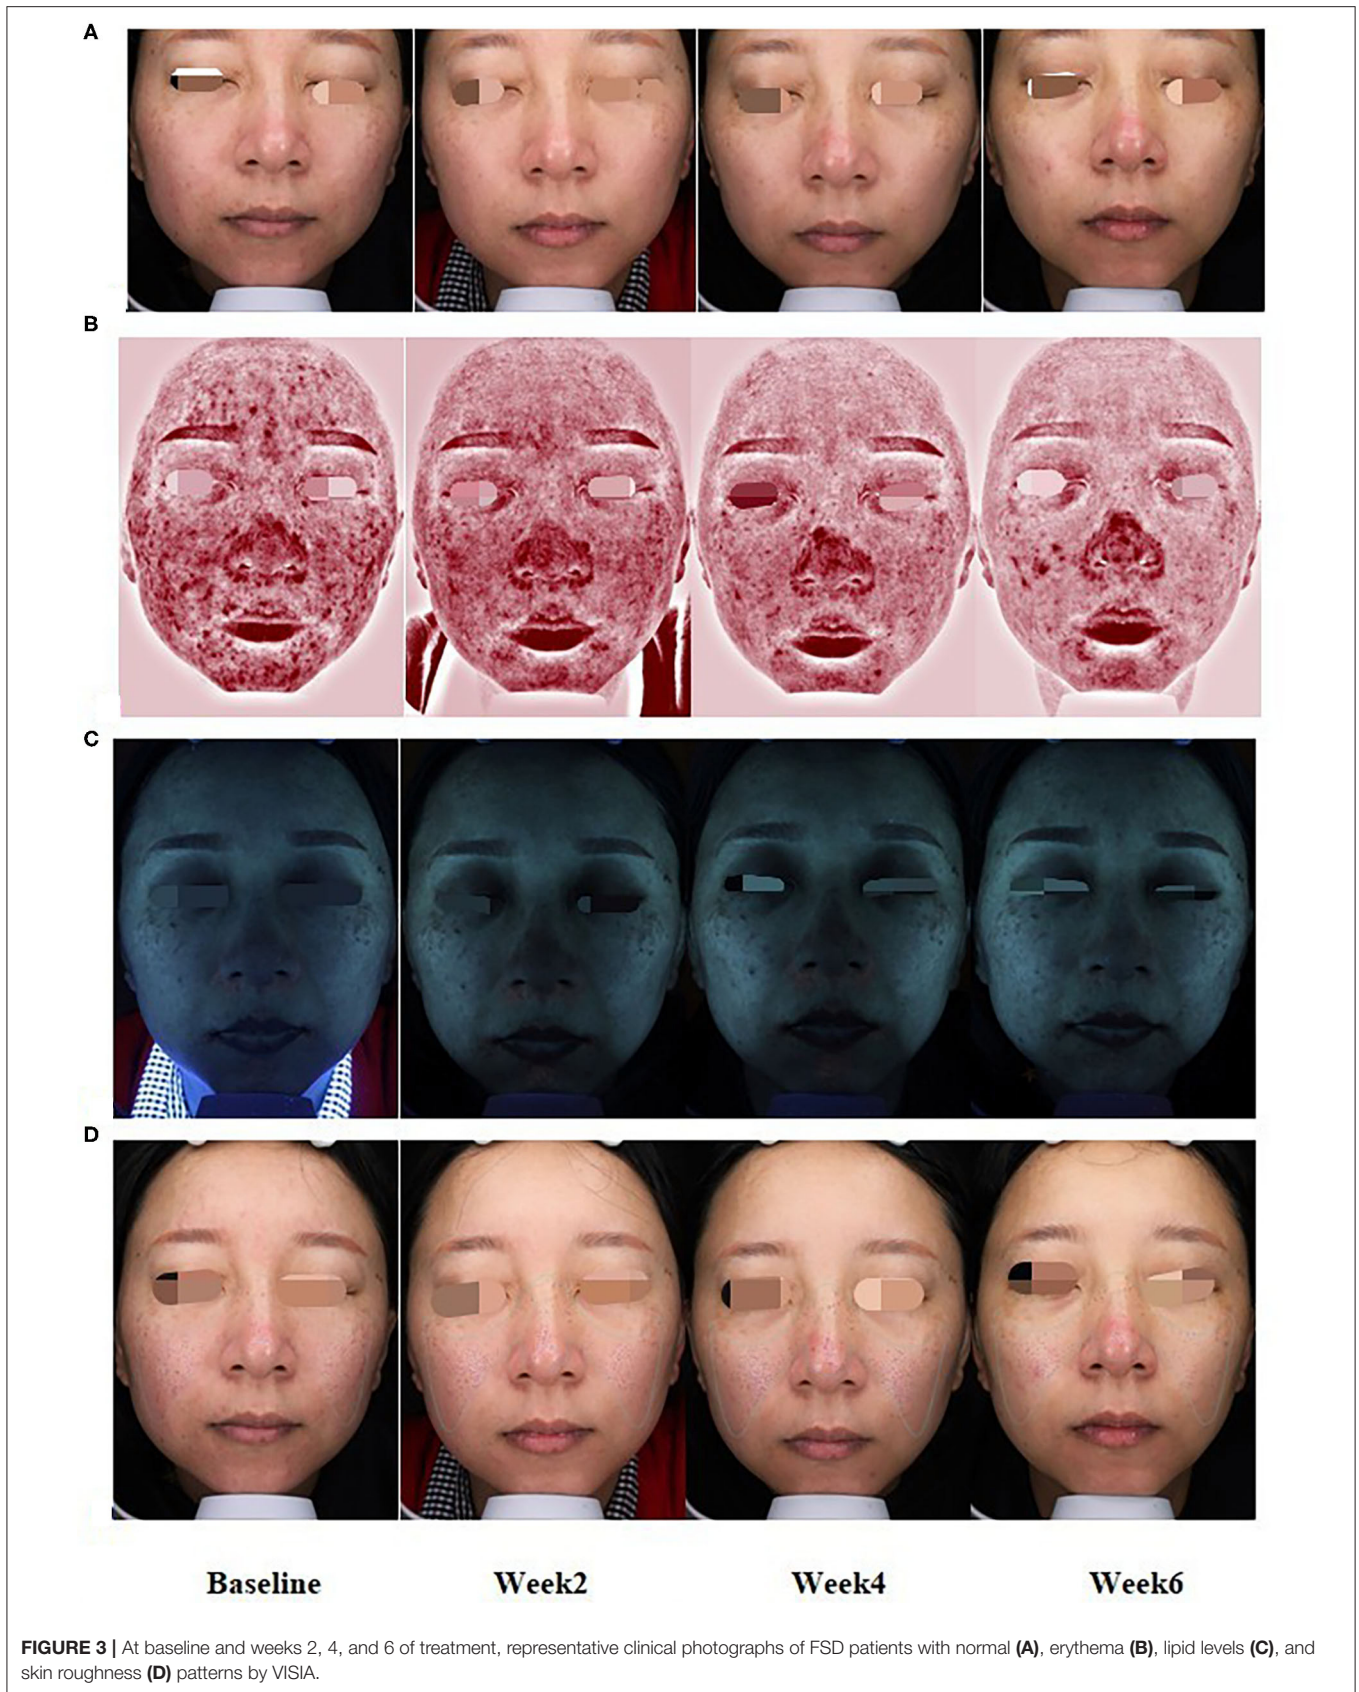 A
B
C
D
Baseline Week2 Week4 Week6
FIGURE 3 | At baseline and weeks 2, 4, and 6 of treatment, representative clinical photographs of FSD patients with normal (A), erythema (B), lipid levels (C), and
skin roughness (D) patterns by VISIA.